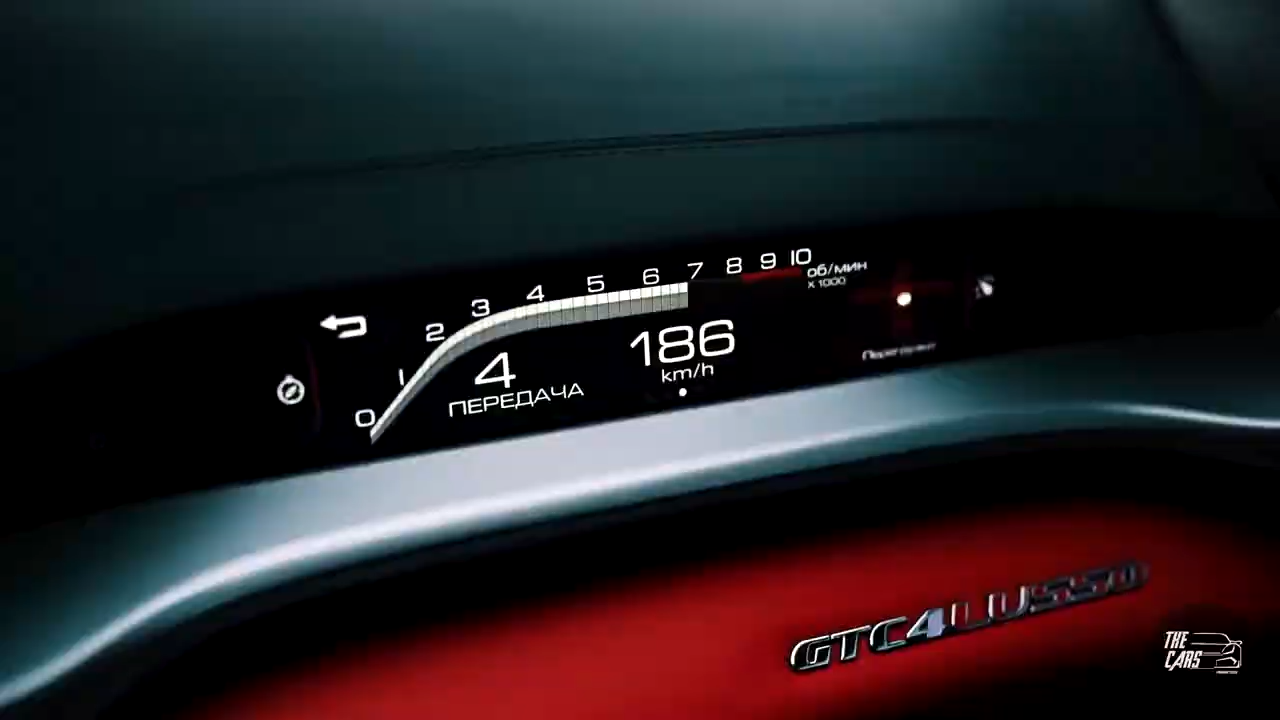 0 1 2 3 4 5 6 7 8 9 10
об/мин
x 1000
4
ПЕРЕДАЧА
186
km/h
Перегрузки
GTC4LUSSO
THE
CARS